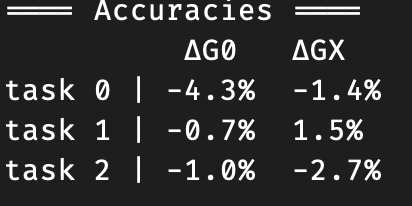 ════ Accuracies ════
ΔG0 ΔGX
task 0 | -4.3% -1.4%
task 1 | -0.7% 1.5%
task 2 | -1.0% -2.7%